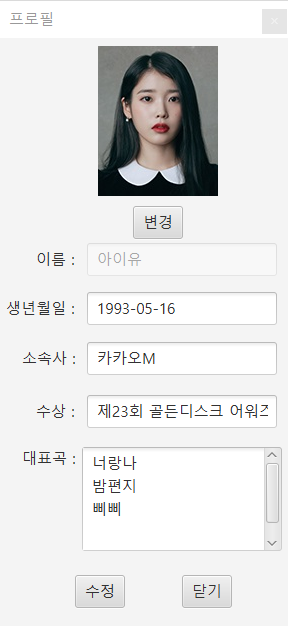 프로필
변경
이름 : 아이유
생년월일 : 1993-05-16
소속사 : 카카오M
수상 : 제23회 골든디스크 어워즈
대표곡 : 너랑나
밤편지
삐삐
수정 닫기